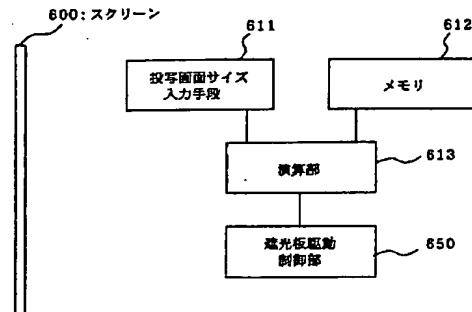 600:スクリーン
611
612
投写画面サイズ
入力手段
メモリ
613
演算部
遮光板駆動
制御部
650